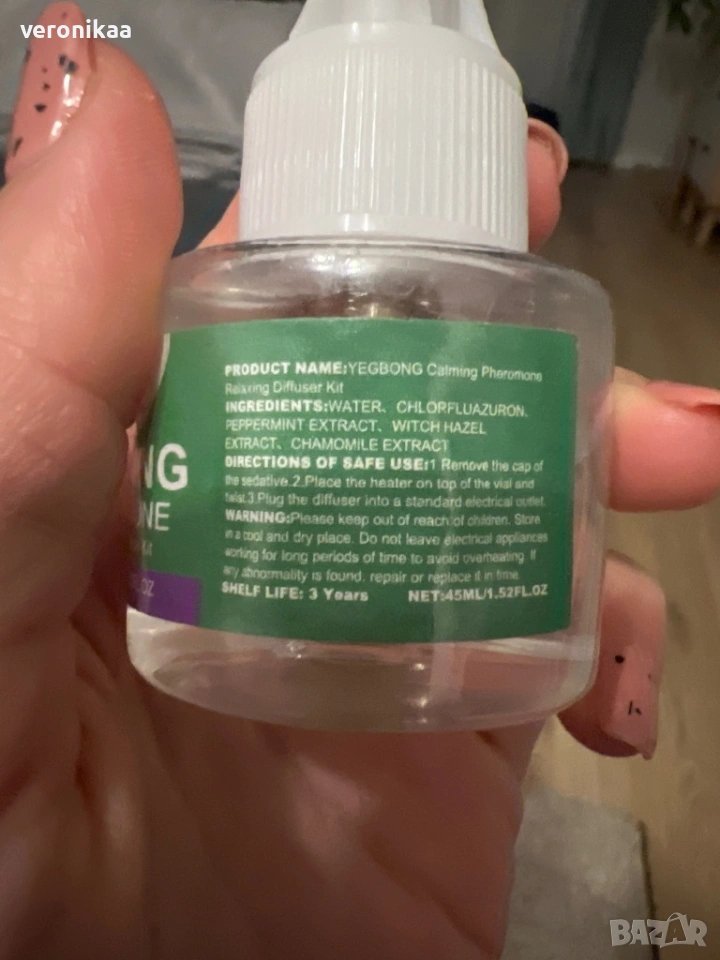 veronikaa
PRODUCT NAME:YEGBONG Calming Pheromone
Relaxing Diffuser Kit
INGREDIENTS:WATER、CHLORFLUAZURON、
PEPPERMINT EXTRACT、WITCH HAZEL
EXTRACT、CHAMOMILE EXTRACT
DIRECTIONS OF SAFE USE:1 Remove the cap of
the sedative.2.Place the heater on top of the vial and
twist.3.Plug the diffuser into a standard electrical outlet.
WARNING:Please keep out of reach of children. Store
in a cool and dry place. Do not leave electrical appliances
working for long periods of time to avoid overheating. If
any abnormality is found, repair or replace it in time.
SHELF LIFE: 3 Years NET:45ML/1.52FL.OZ
NG
ONE
Kit
OZ
BAZAR